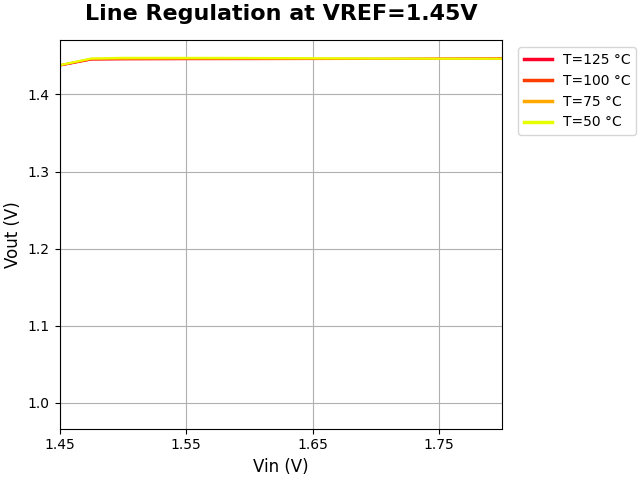 Line Regulation at VREF=1.45V
T=125 °C
T=100 °C
T=75 °C
T=50 °C
Vout (V)
1.4
1.3
1.2
1.1
1.0
1.45
1.55
1.65
1.75
Vin (V)